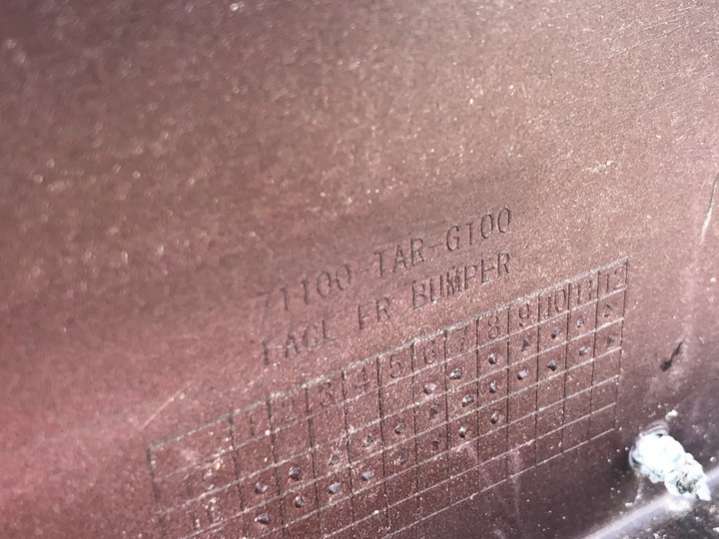 71100 TAR-G100
FACE FR BUMPER
1 2 3 4 5 6 7 8 9 10 11 12